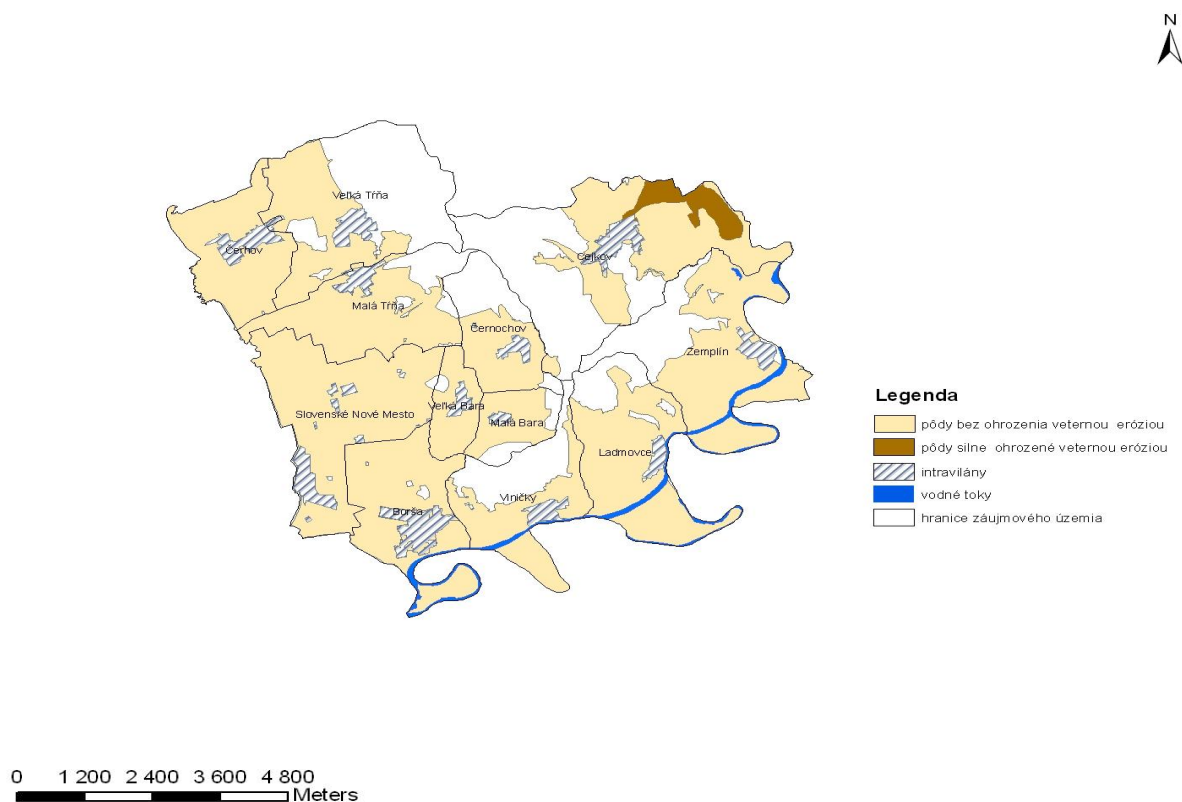 N
Veľká Tŕňa
Čerhov
Cejkov
Malá Tŕňa
Černochov
Zemplín
Slovenské Nové Mesto
Veľká Bara
Malá Bara
Ladmovce
Viničky
Borša
Legenda
pôdy bez ohrozenia veternou eróziou
pôdy silne ohrozené veternou eróziou
intravilány
vodné toky
hranice záujmového územia
0 1 200 2 400 3 600 4 800
Meters